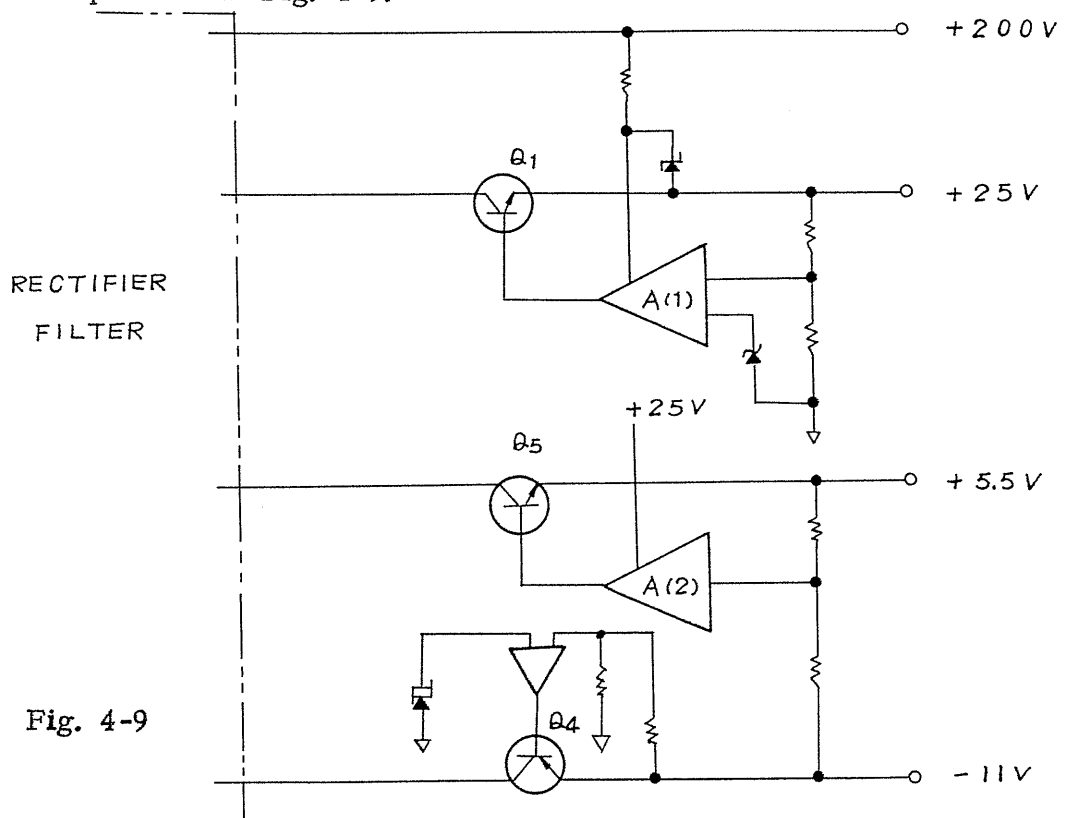 +200V
Q1
+25V
A(1)
RECTIFIER
FILTER
+25V
Q5
+5.5V
A(2)
Q4
Fig. 4-9
-11V